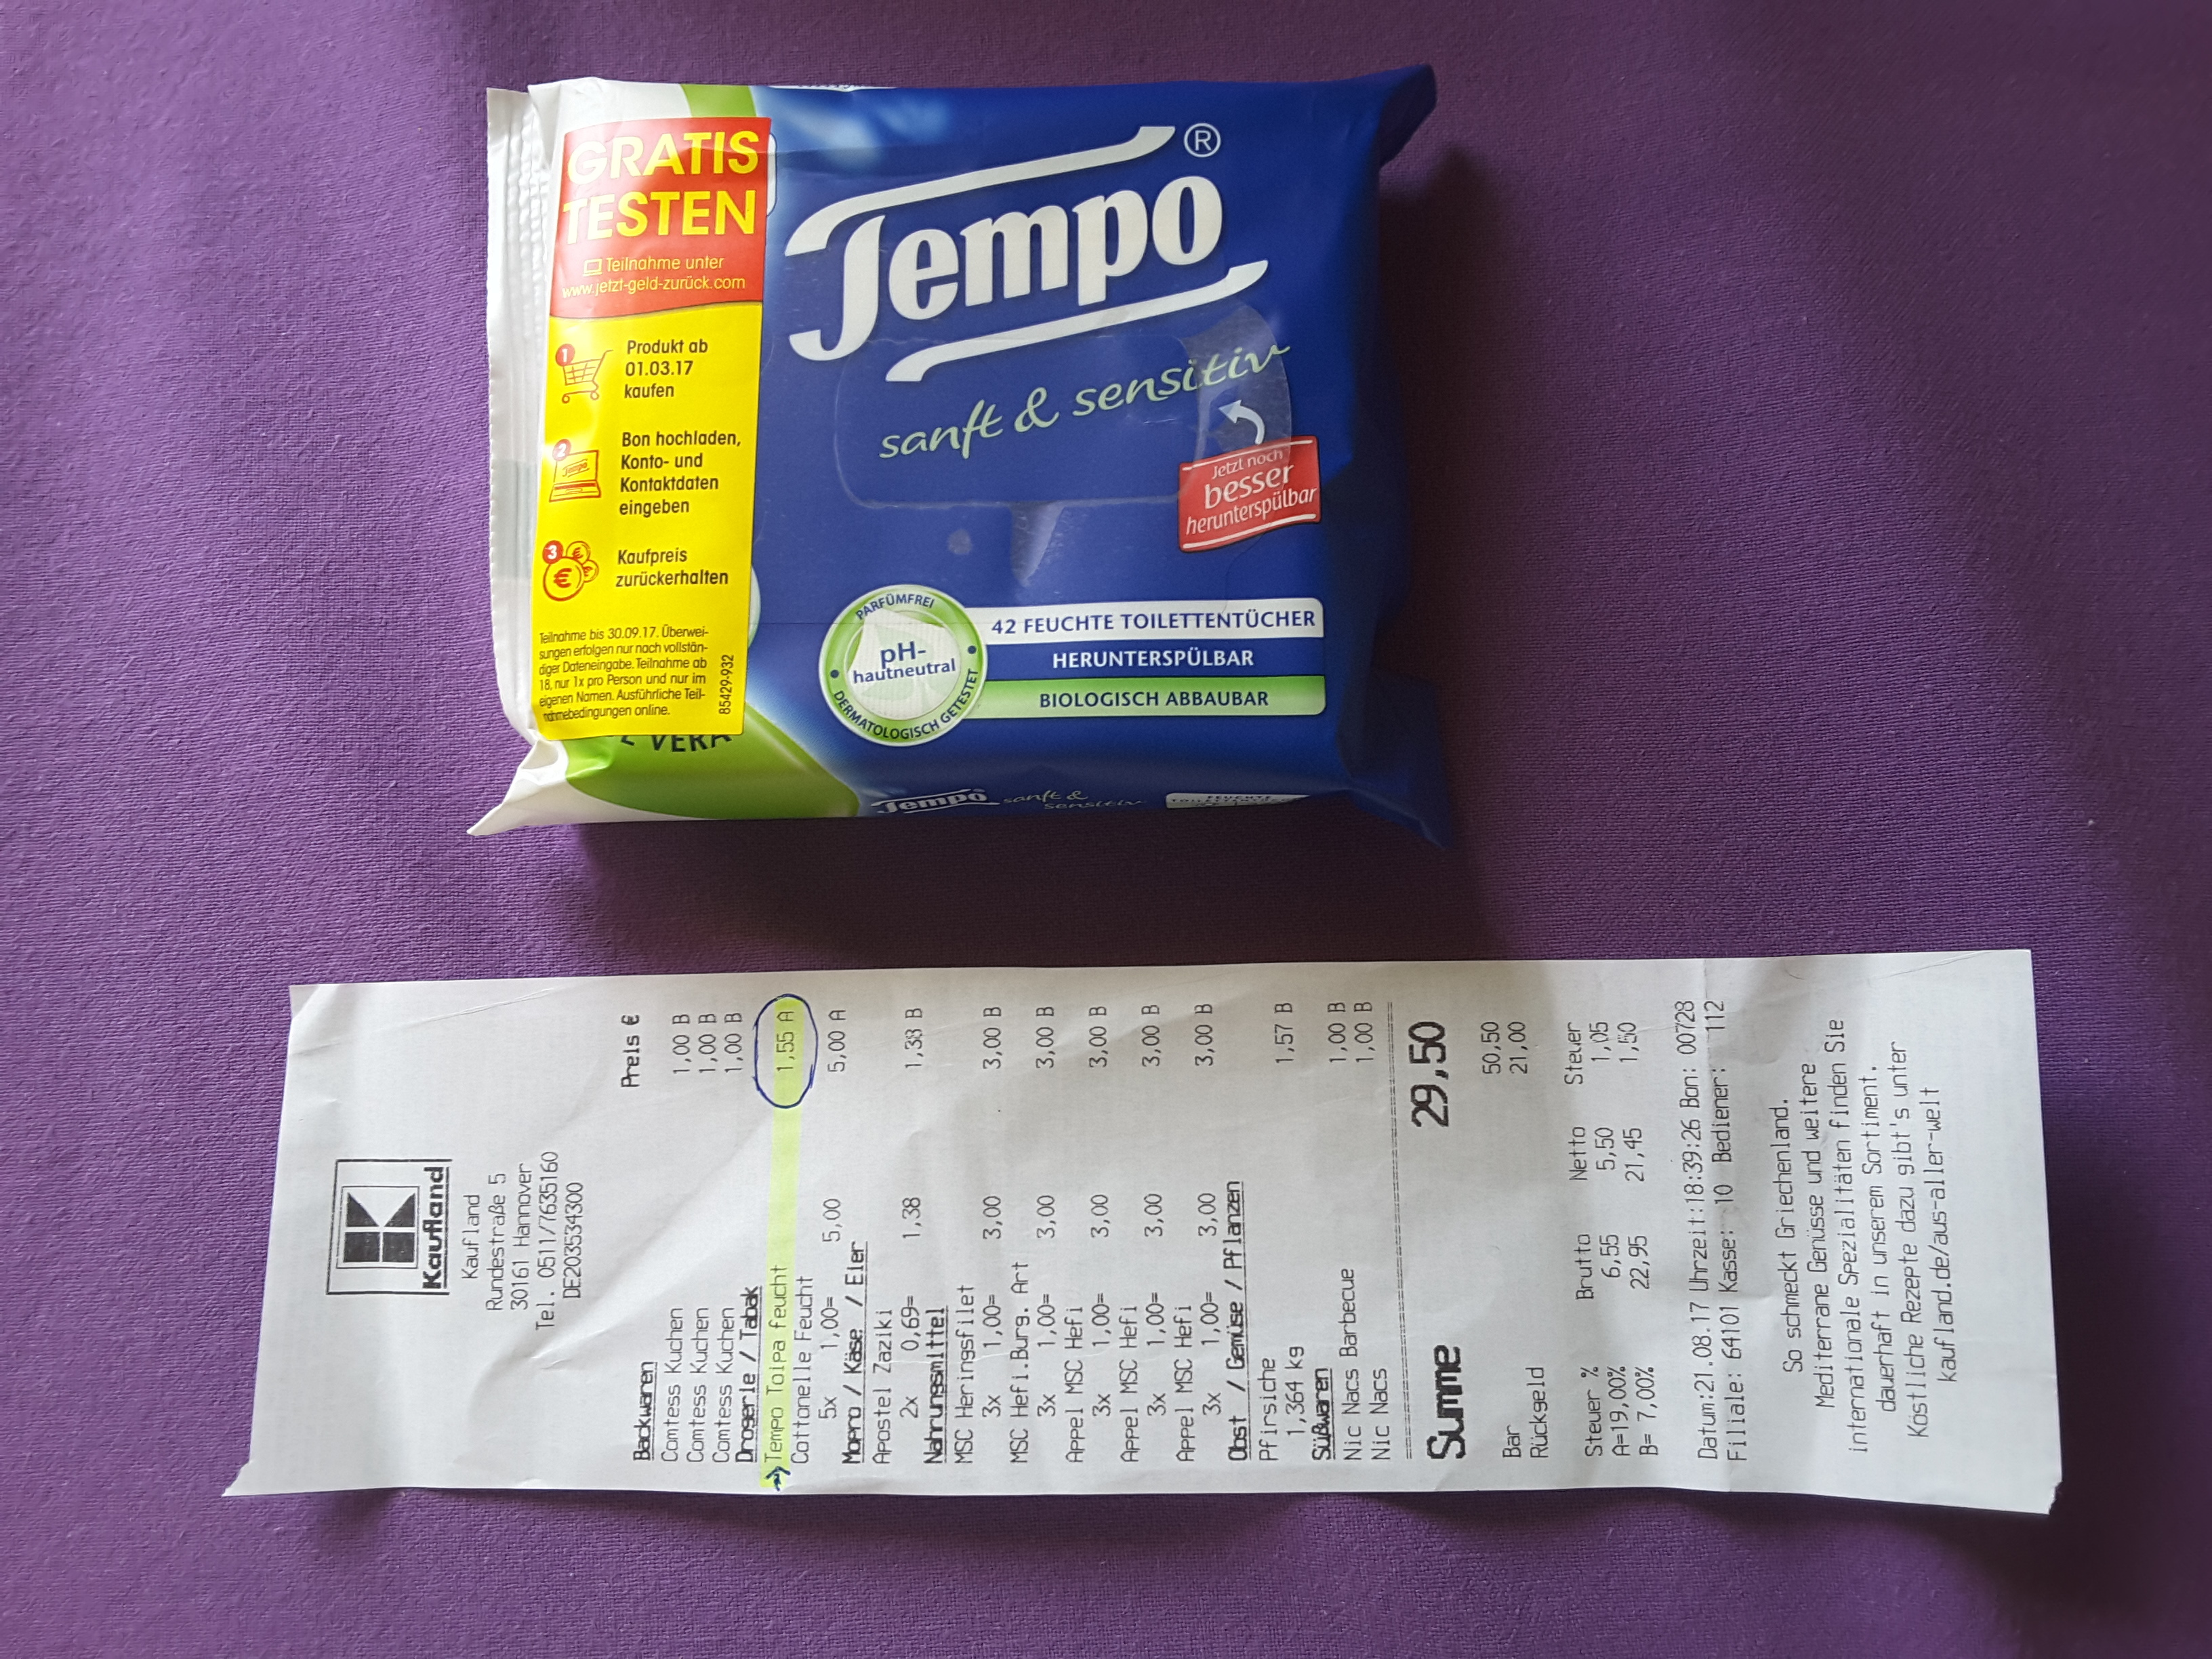 GRATIS
TESTEN
Teilnahme unter
www.jetzt-geld-zurück.com
1
Produkt ab
01.03.17
kaufen
2
Tempo
Bon hochladen,
Konto- und
Kontaktdaten
eingeben
3
€
Kaufpreis
zurückerhalten
Teilnahme bis 30.09.17. Überwei-
sungen erfolgen nur nach vollstän-
diger Dateneingabe. Teilnahme ab
18, nur 1x pro Person und nur im
eigenen Namen. Ausführliche Teil-
nahmebedingungen online.
85429-932
Tempo®
sanft & sensitiv
Jetzt noch
besser
herunterspülbar
PARFÜMFREI
pH-
hautneutral
DERMATOLOGISCH GETESTET
42 FEUCHTE TOILETTENTÜCHER
HERUNTERSPÜLBAR
BIOLOGISCH ABBAUBAR
VERA
Tempo sanft &
sensitiv
FEUCHTE
Kaufland
Kaufland
Rundestraße 5
30161 Hannover
Tel. 0511/7635160
DE203534300
Preis €
Backwaren
Comtess Kuchen 1,00 B
Comtess Kuchen 1,00 B
Comtess Kuchen 1,00 B
Drogerie / Tabak
Tempo Toipa feucht 1,55 A
Cottonelle Feucht
5x 1,00= 5,00 5,00 A
Mopro / Käse / Eier
Apostel Zaziki
2x 0,69= 1,38 1,38 B
Nahrungsmittel
MSC Heringsfilet
3x 1,00= 3,00 3,00 B
MSC Hefi.Burg. Art
3x 1,00= 3,00 3,00 B
Appel MSC Hefi
3x 1,00= 3,00 3,00 B
Appel MSC Hefi
3x 1,00= 3,00 3,00 B
Appel MSC Hefi
3x 1,00= 3,00 3,00 B
Obst / Gemüse / Pflanzen
Pfirsiche
1,364 kg 1,57 B
Süßwaren
Nic Nacs Barbecue 1,00 B
Nic Nacs 1,00 B
Summe 29,50
Bar 50,50
Rückgeld 21,00
Steuer % Brutto Netto Steuer
A=19,00% 6,55 5,50 1,05
B= 7,00% 22,95 21,45 1,50
Datum:21.08.17 Uhrzeit:18:39:26 Bon: 00728
Filiale: 64101 Kasse: 10 Bediener: 112
So schmeckt Griechenland.
Mediterrane Genüsse und weitere
internationale Spezialitäten finden Sie
dauerhaft in unserem Sortiment.
Köstliche Rezepte dazu gibt's unter
kaufland.de/aus-aller-welt